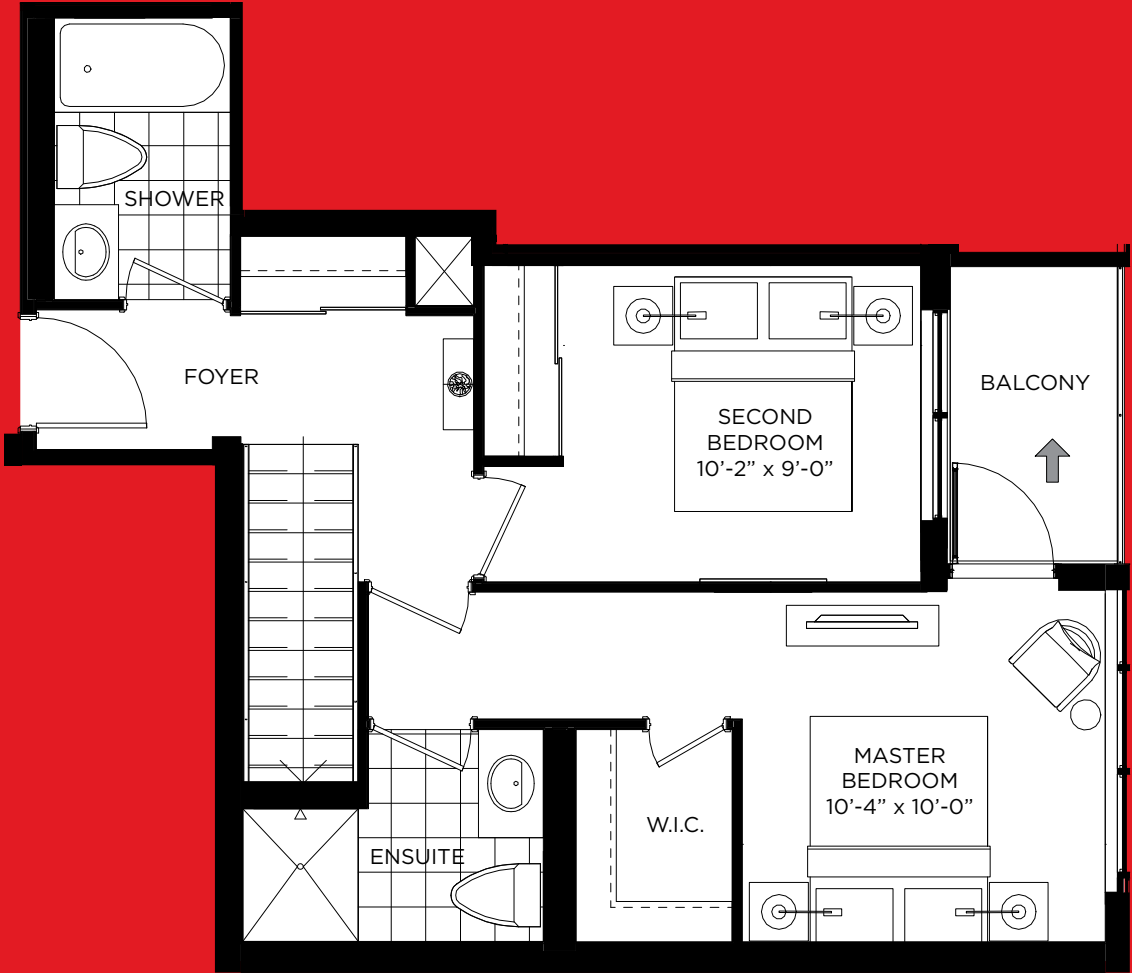 SHOWER
FOYER
BALCONY
SECOND
BEDROOM
10’-2” x 9’-0”
MASTER
BEDROOM
10’-4” x 10’-0”
W.I.C.
ENSUITE